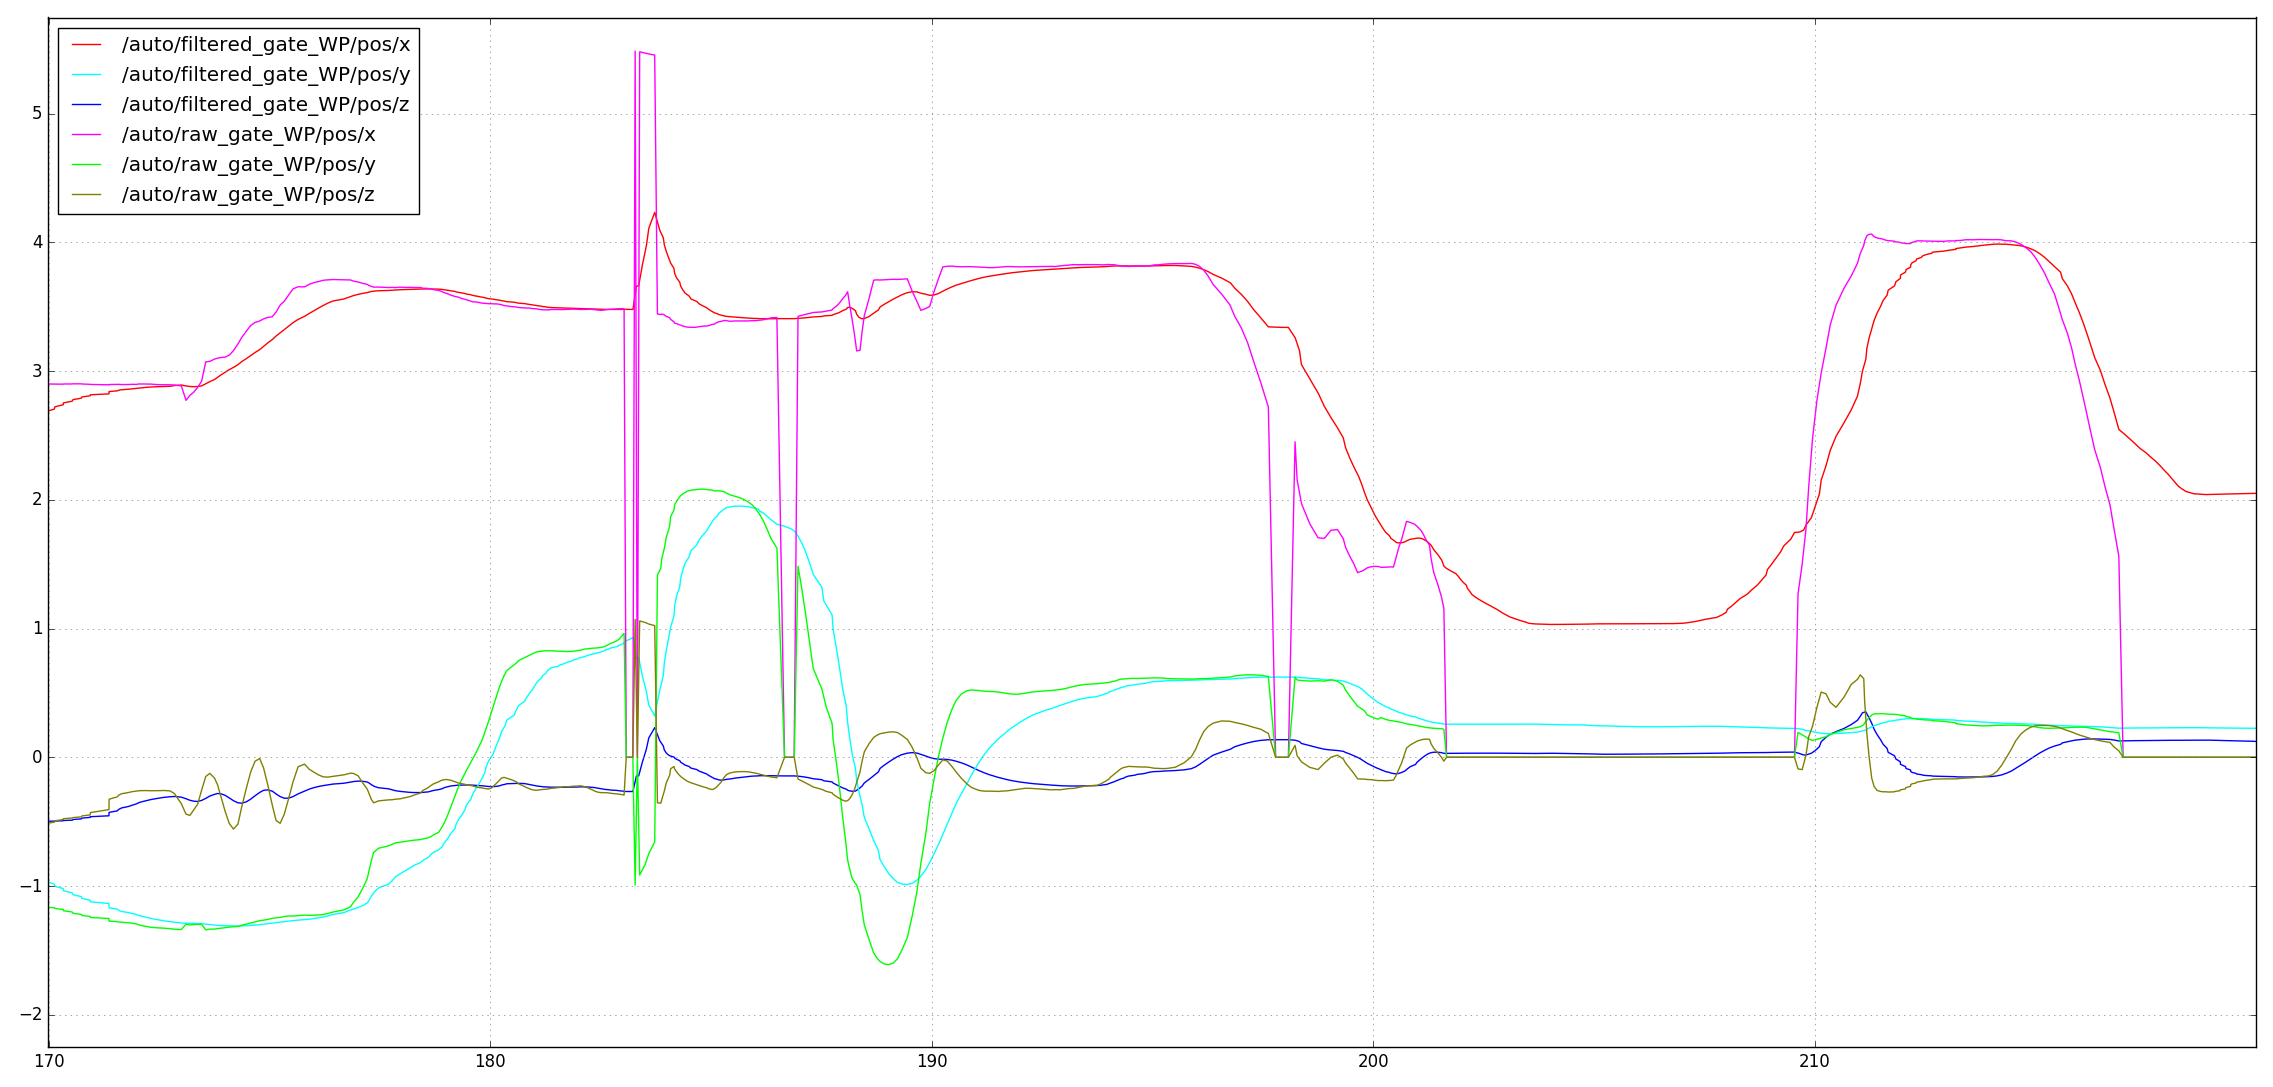 /auto/filtered_gate_WP/pos/x
/auto/filtered_gate_WP/pos/y
/auto/filtered_gate_WP/pos/z
/auto/raw_gate_WP/pos/x
/auto/raw_gate_WP/pos/y
/auto/raw_gate_WP/pos/z
5
4
3
2
1
0
−1
−2
170 180 190 200 210